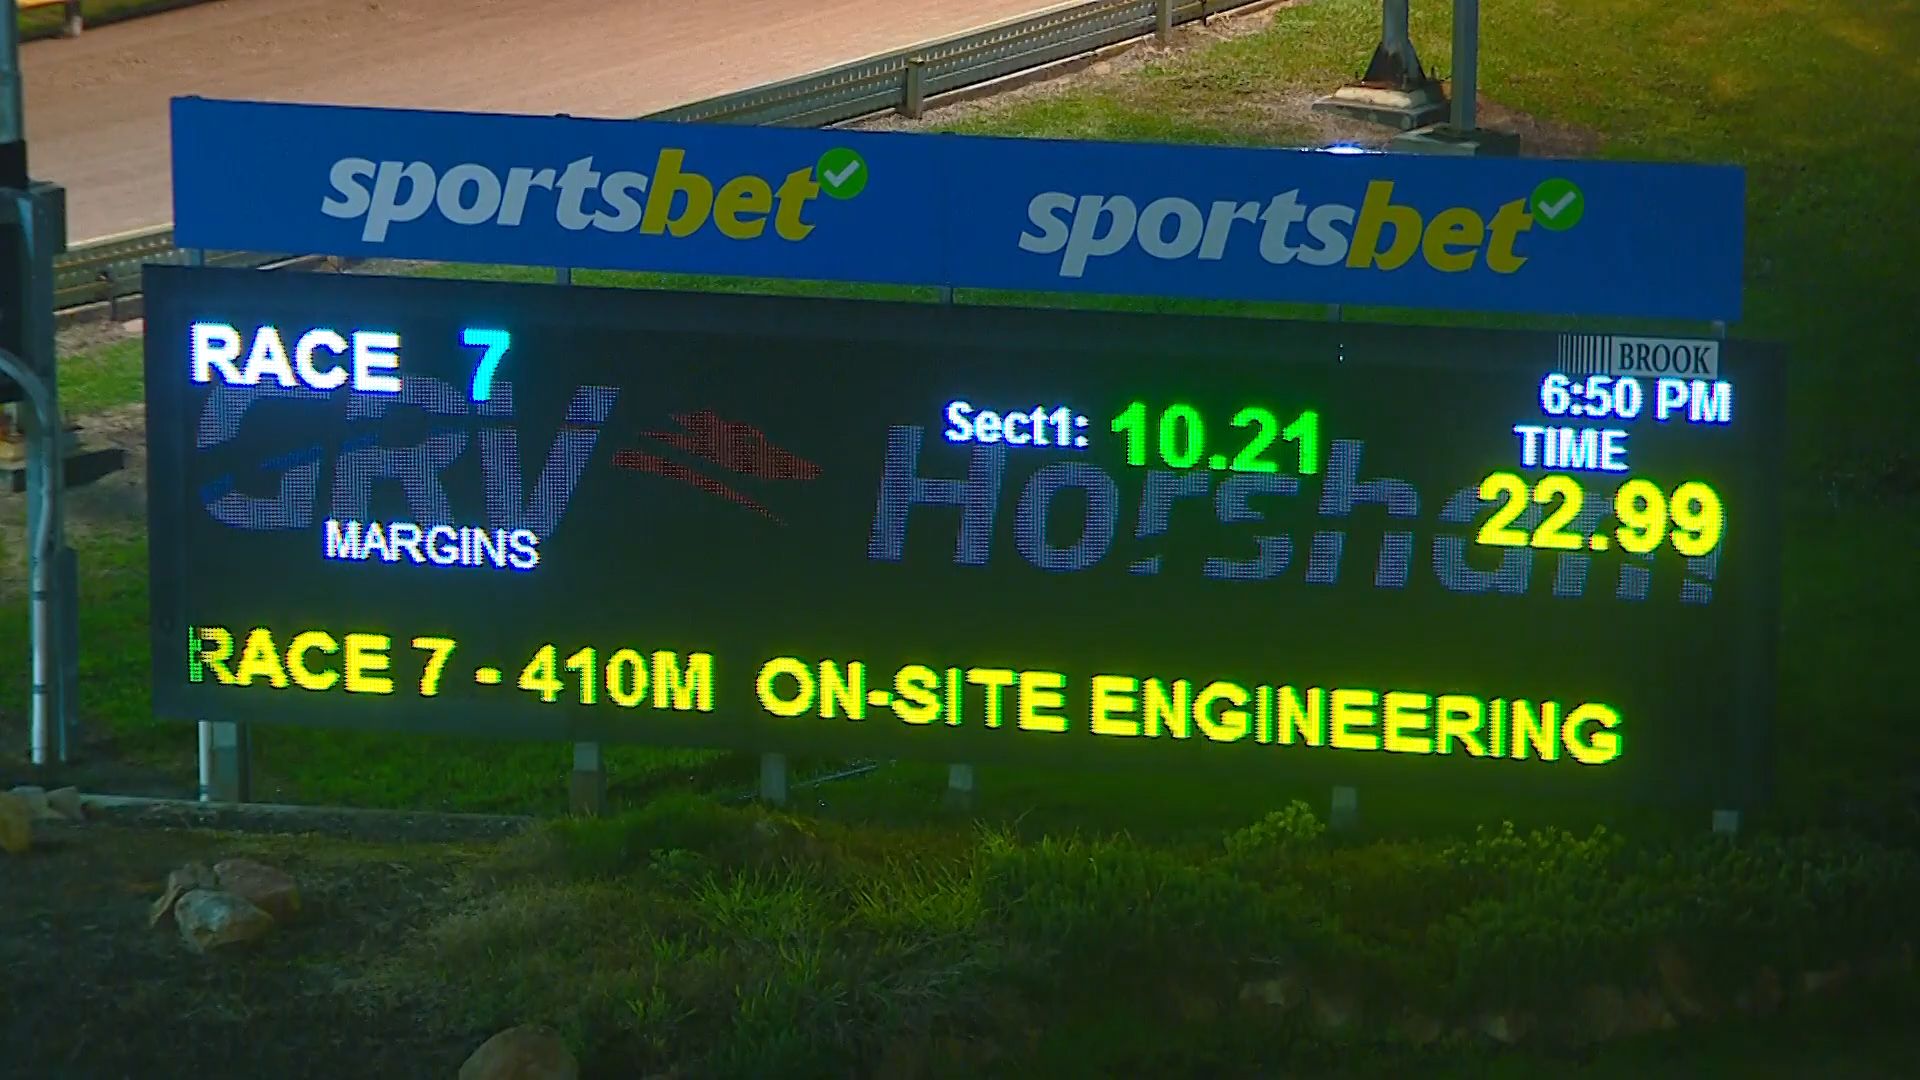 sportsbet sportsbet
BROOK
RACE 7
6:50 PM
Sect1: 10.21
TIME
22.99
GRV Horsham
MARGINS
RACE 7 - 410M ON-SITE ENGINEERING